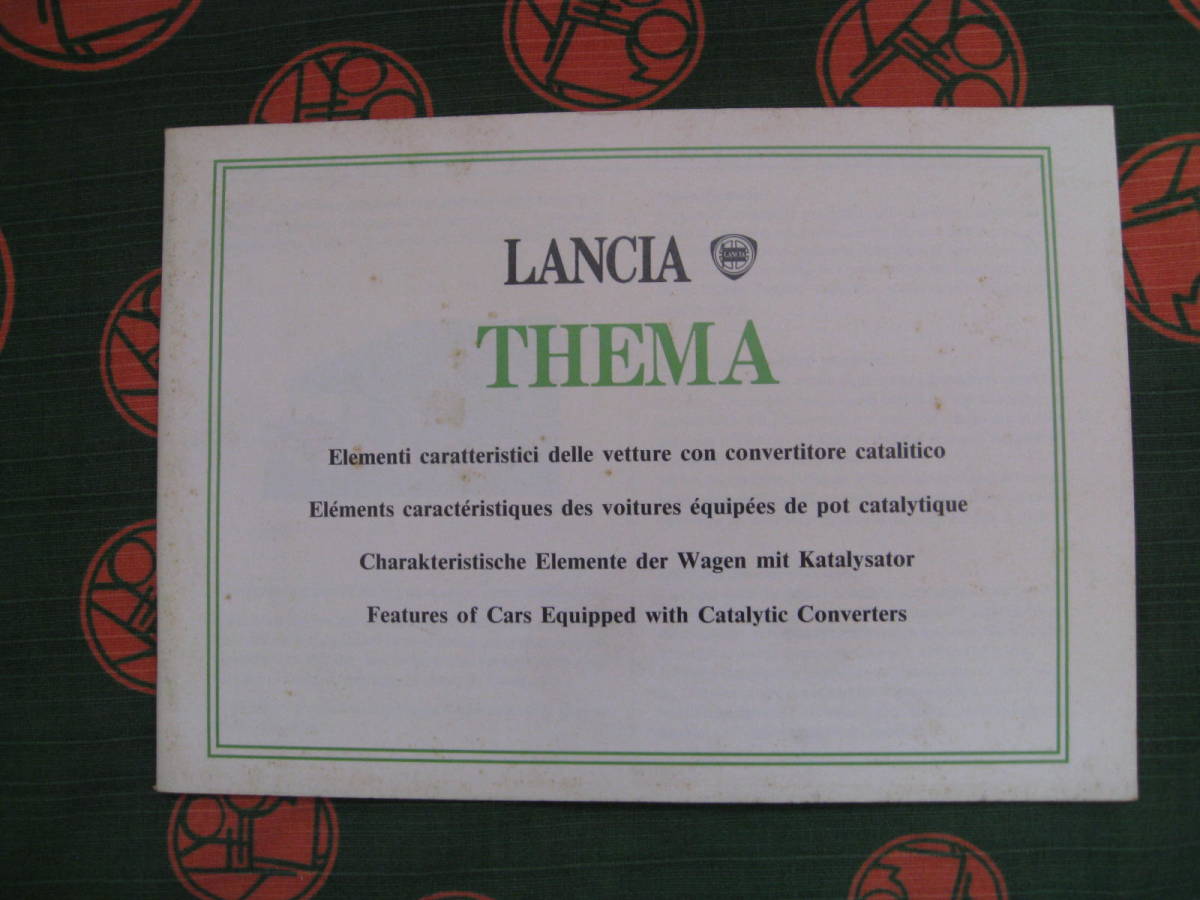 LANCIA LANCIA
THEMA
Elementi caratteristici delle vetture con convertitore catalitico
Eléments caractéristiques des voitures équipées de pot catalytique
Charakteristische Elemente der Wagen mit Katalysator
Features of Cars Equipped with Catalytic Converters